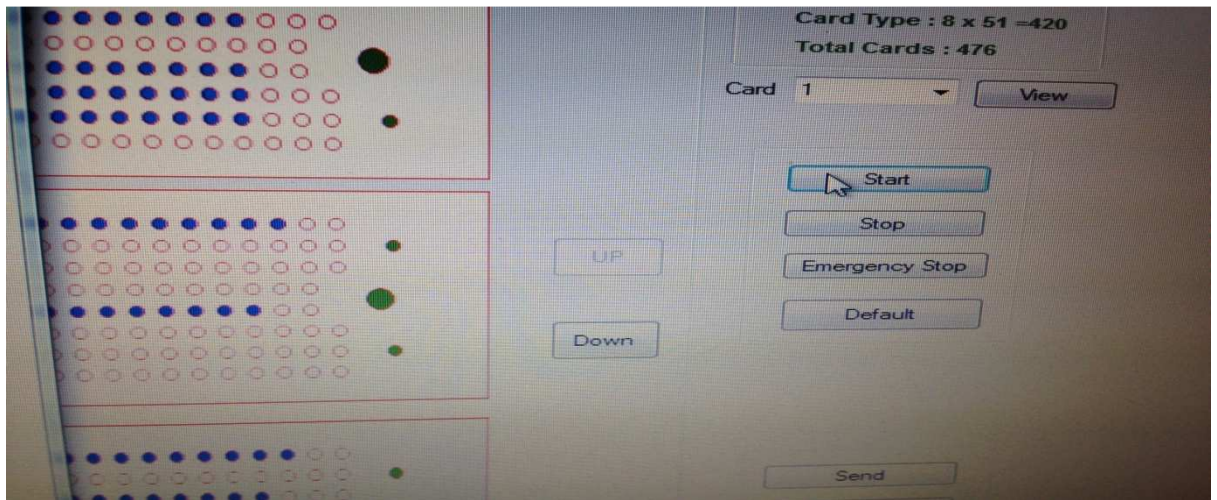 Card Type : 8 x 51 =420
Total Cards : 476
Card 1 View
Start
Stop
UP
Emergency Stop
Default
Down
Send